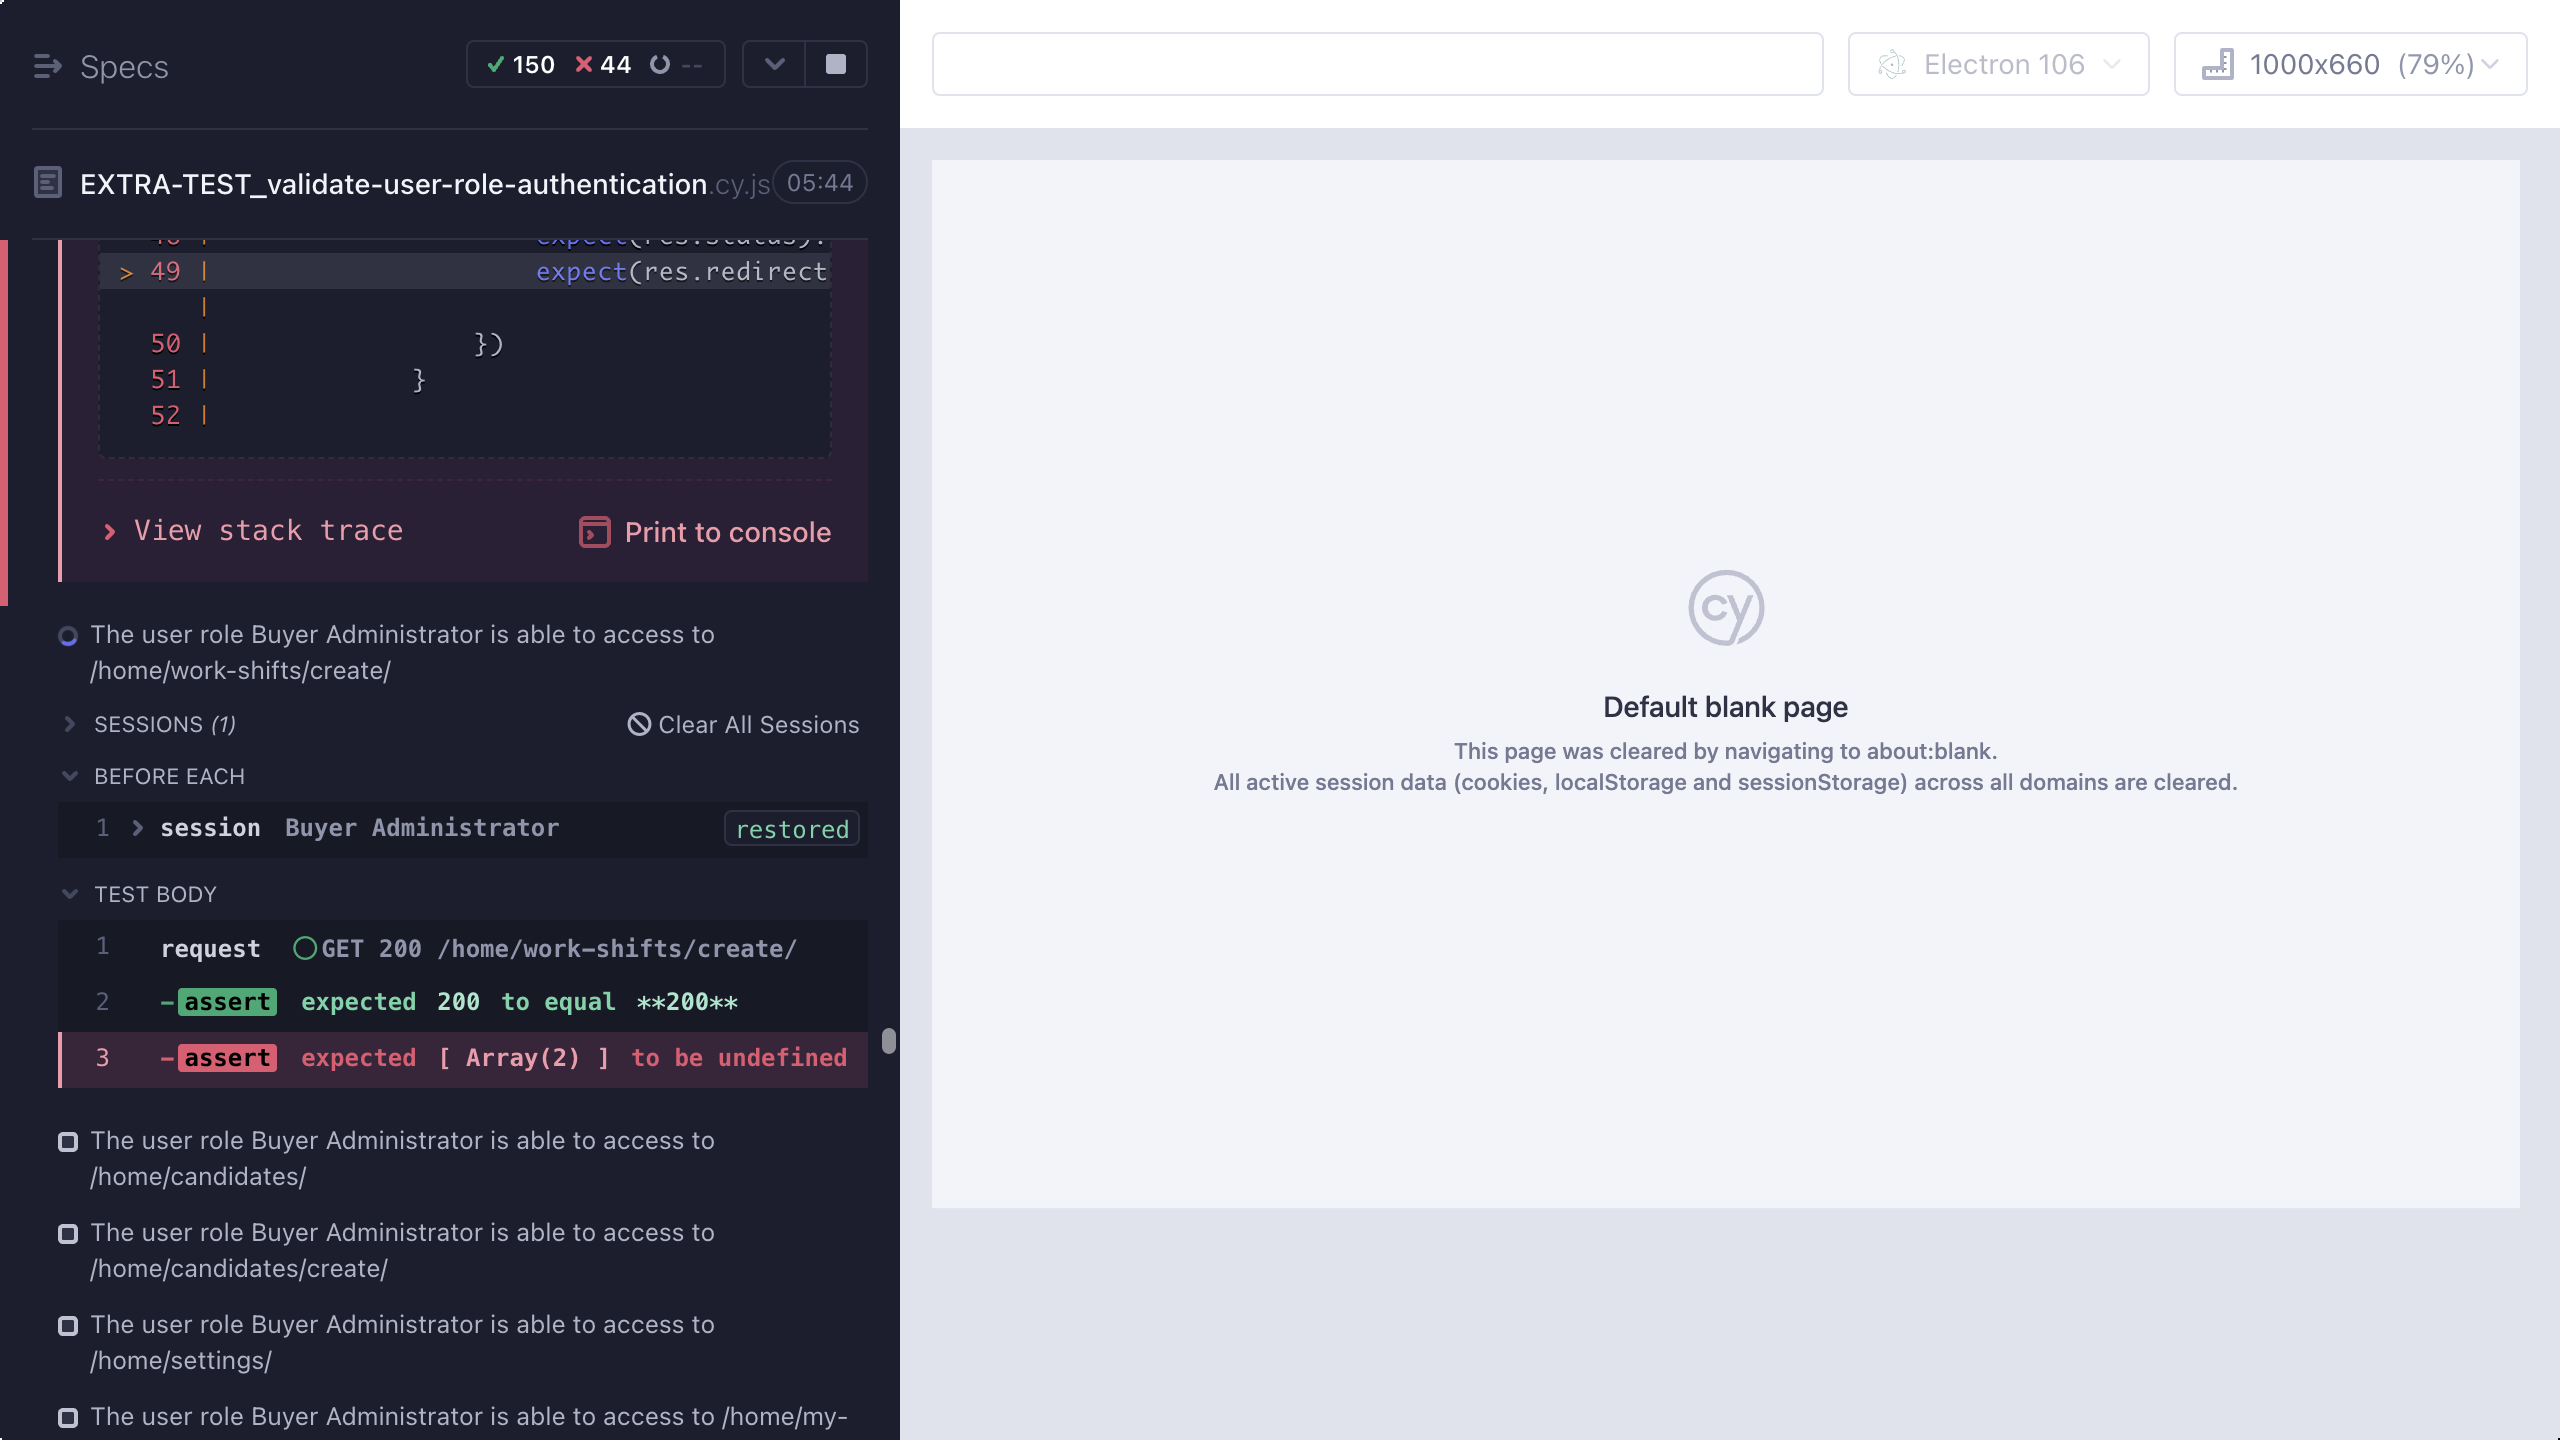 Specs
150 44 --
EXTRA-TEST_validate-user-role-authentication.cy.js 05:44
expect(res.status).
> 49 | expect(res.redirect
|
50 | })
51 | }
52 |
View stack trace
Print to console
The user role Buyer Administrator is able to access to
/home/work-shifts/create/
SESSIONS (1) Clear All Sessions
BEFORE EACH
1 session Buyer Administrator restored
TEST BODY
1 request GET 200 /home/work-shifts/create/
2 -assert expected 200 to equal **200**
3 -assert expected [ Array(2) ] to be undefined
The user role Buyer Administrator is able to access to
/home/candidates/
The user role Buyer Administrator is able to access to
/home/candidates/create/
The user role Buyer Administrator is able to access to
/home/settings/
The user role Buyer Administrator is able to access to /home/my-
Electron 106
1000x660 (79%)
cy
Default blank page
This page was cleared by navigating to about:blank.
All active session data (cookies, localStorage and sessionStorage) across all domains are cleared.